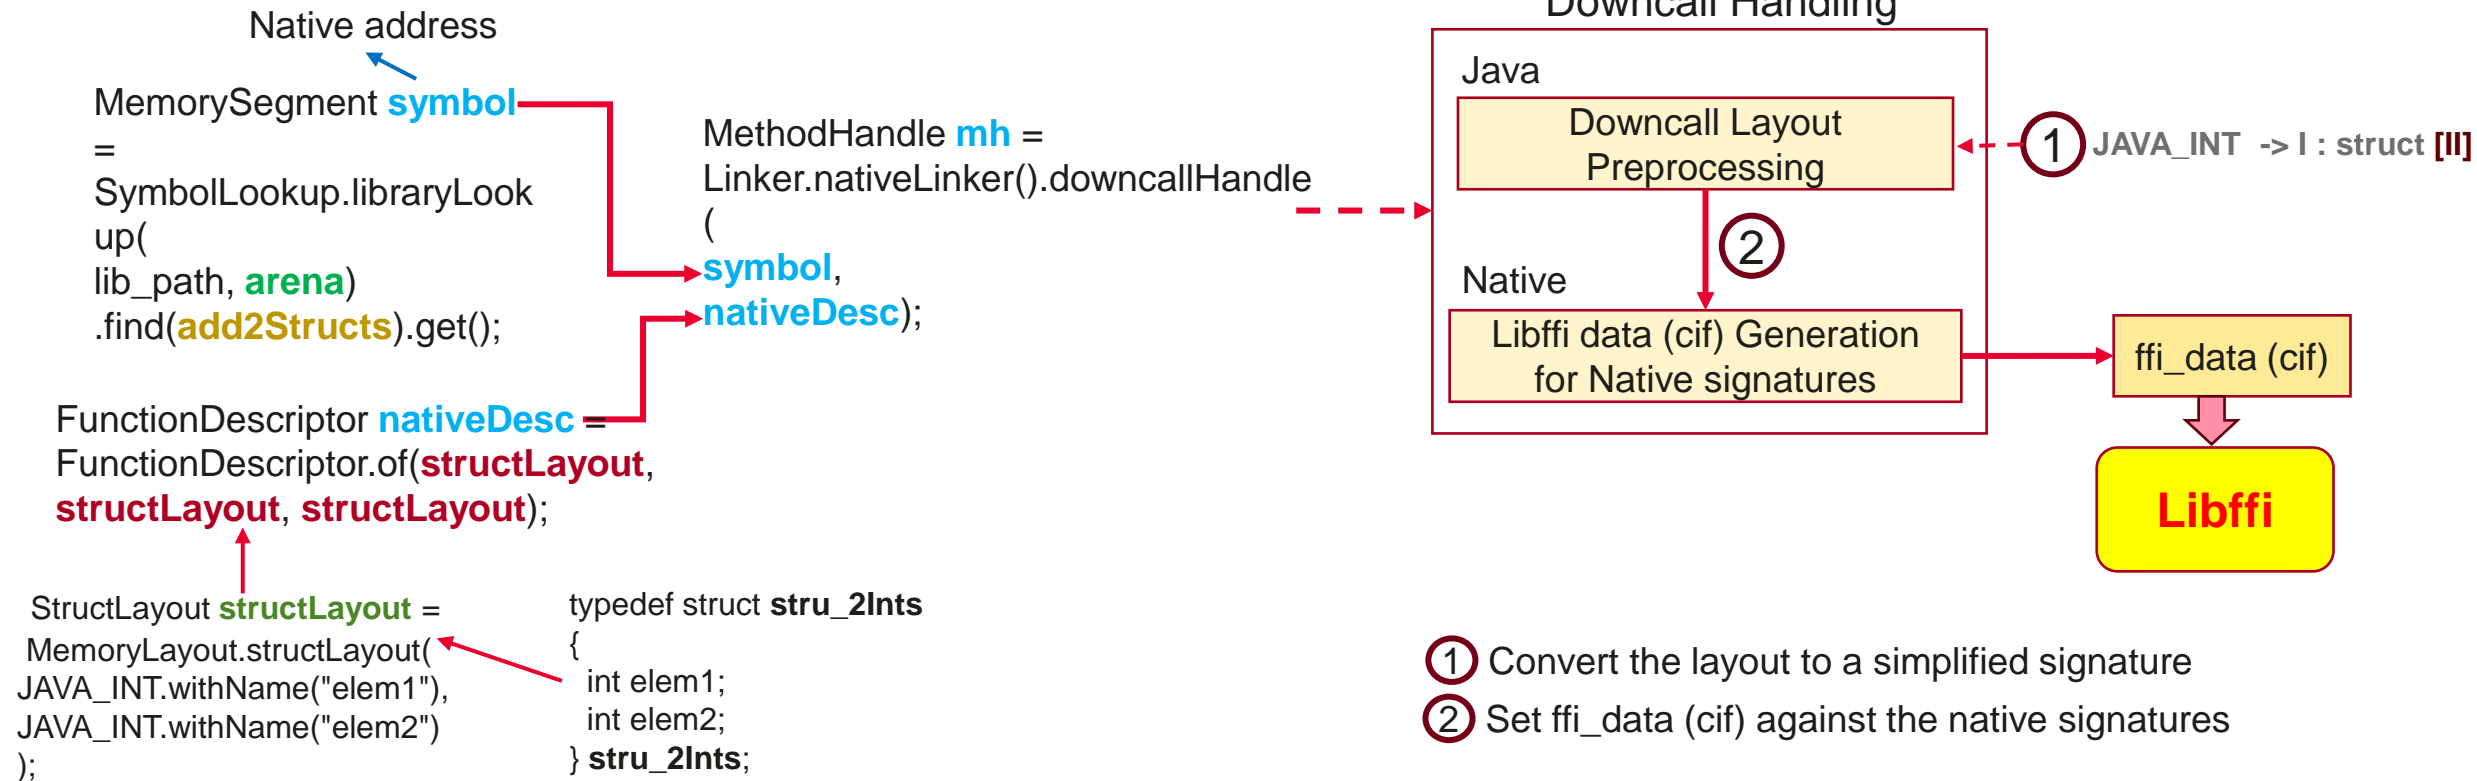 Native address
MemorySegment symbol
=
SymbolLookup.libraryLook
up(
lib_path, arena)
.find(add2Structs).get();
FunctionDescriptor nativeDesc =
FunctionDescriptor.of(structLayout,
structLayout, structLayout);
StructLayout structLayout =
MemoryLayout.structLayout(
JAVA_INT.withName("elem1"),
JAVA_INT.withName("elem2")
);
typedef struct stru_2Ints
{
int elem1;
int elem2;
} stru_2Ints;
MethodHandle mh =
Linker.nativeLinker().downcallHandle
(
symbol,
nativeDesc);
Downcall Handling
Java
Downcall Layout
Preprocessing
1 JAVA_INT -> I : struct [II]
2
Native
Libffi data (cif) Generation
for Native signatures
ffi_data (cif)
Libffi
1 Convert the layout to a simplified signature
2 Set ffi_data (cif) against the native signatures